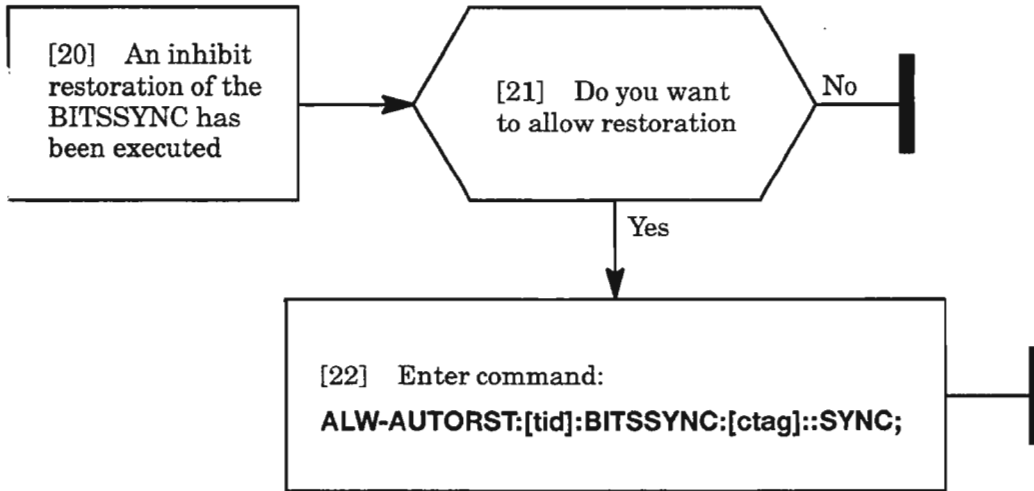 [20] An inhibit
restoration of the
BITSSYNC has
been executed
[21] Do you want
to allow restoration
No
Yes
[22] Enter command:
ALW-AUTORST:[tid]:BITSSYNC:[ctag]::SYNC;